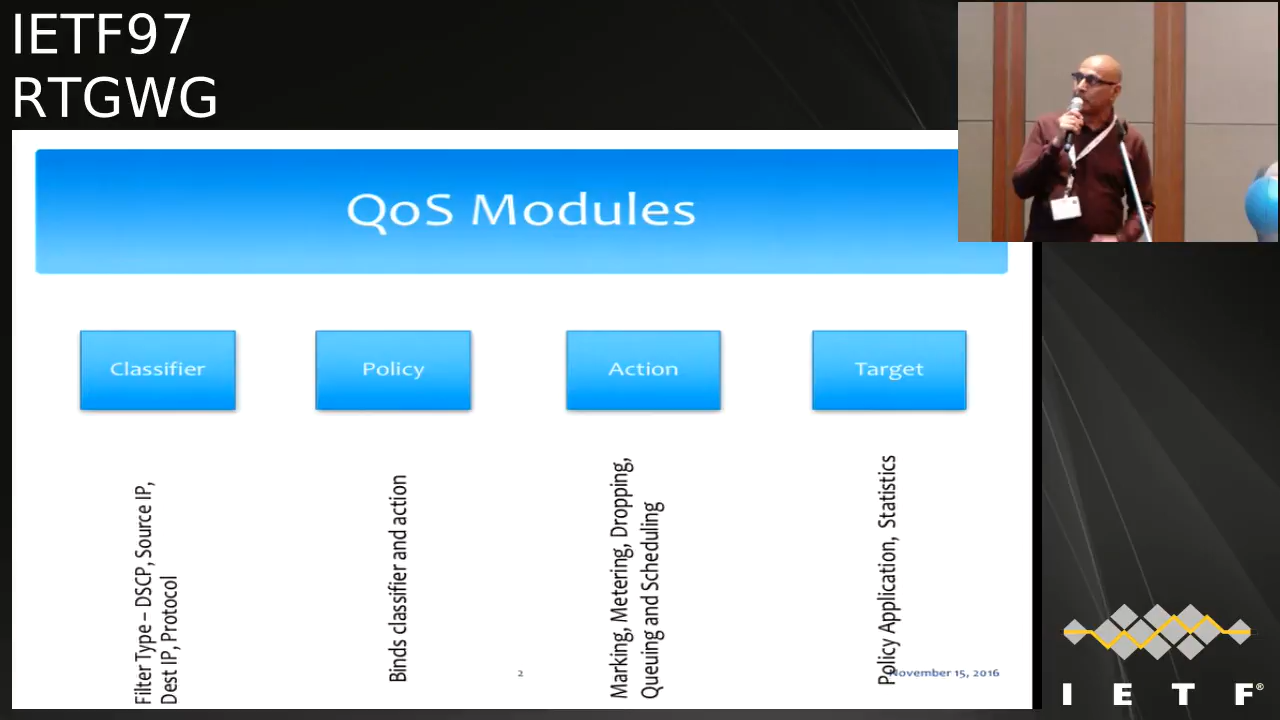 IETF97
RTGWG
QoS Modules
Classifier
Policy
Action
Target
Filter Type – DSCP, Source IP,
Dest IP, Protocol
Binds classifier and action
Marking, Metering, Dropping,
Queuing and Scheduling
Policy Application, Statistics
2
November 15, 2016
I E T F®